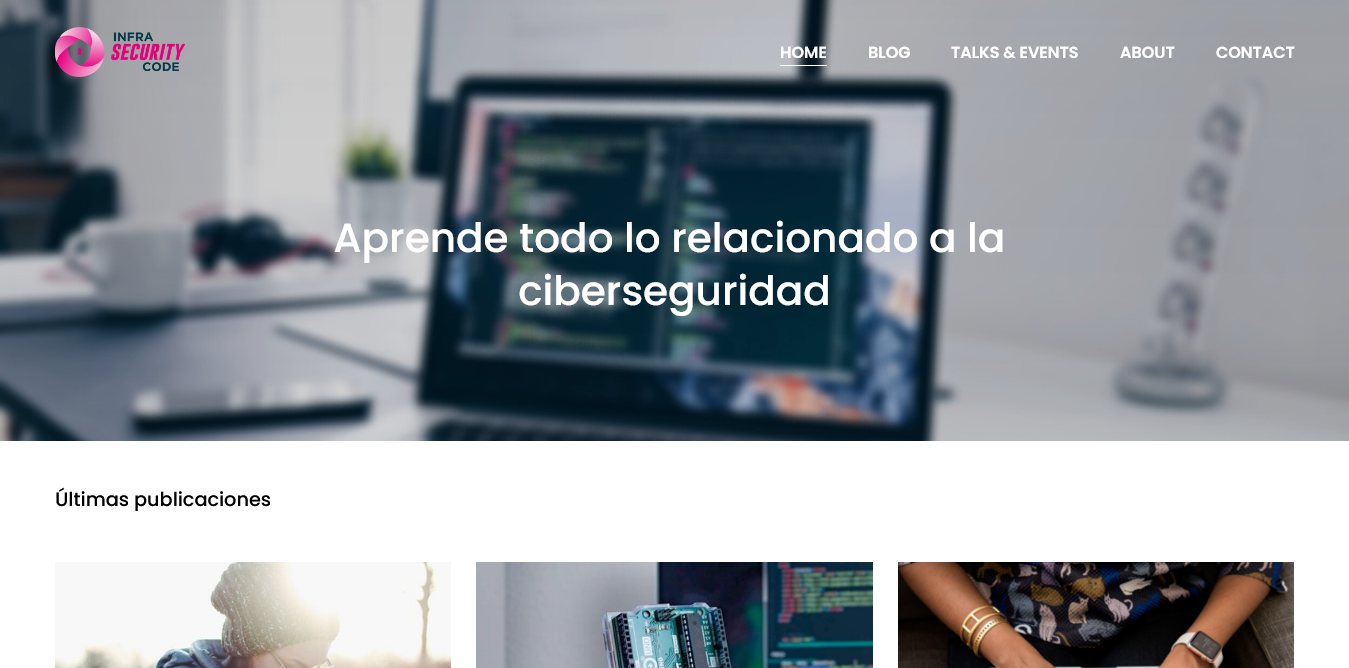 INFRA
SECURITY
CODE
HOME BLOG TALKS & EVENTS ABOUT CONTACT
Aprende todo lo relacionado a la
ciberseguridad
Últimas publicaciones